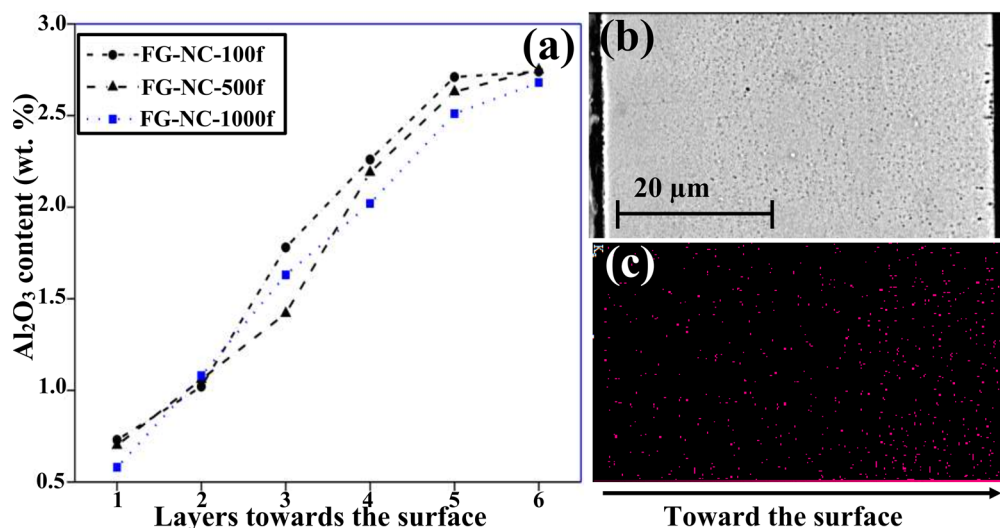 3.0
2.5
2.0
1.5
1.0
0.5
Al₂O₃ content (wt. %)
FG-NC-100f
FG-NC-500f
FG-NC-1000f
(a)
1 2 3 4 5 6
Layers towards the surface
(b)
20 µm
(c)
Toward the surface